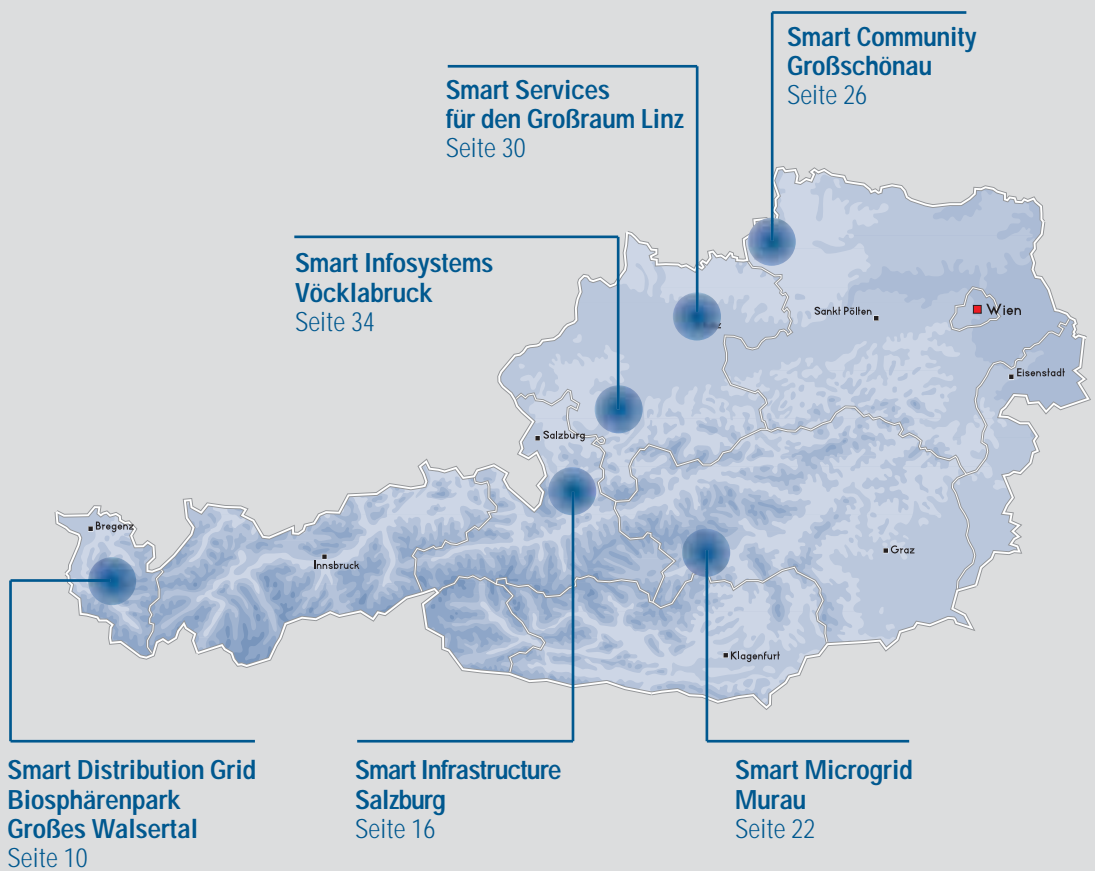 Smart Community
Großschönau
Seite 26
Smart Services
für den Großraum Linz
Seite 30
Smart Infosystems
Vöcklabruck
Seite 34
Sankt Pölten
Wien
Eisenstadt
Salzburg
Bregenz
Innsbruck
Graz
Klagenfurt
Smart Distribution Grid
Biosphärenpark
Großes Walsertal
Seite 10
Smart Infrastructure
Salzburg
Seite 16
Smart Microgrid
Murau
Seite 22